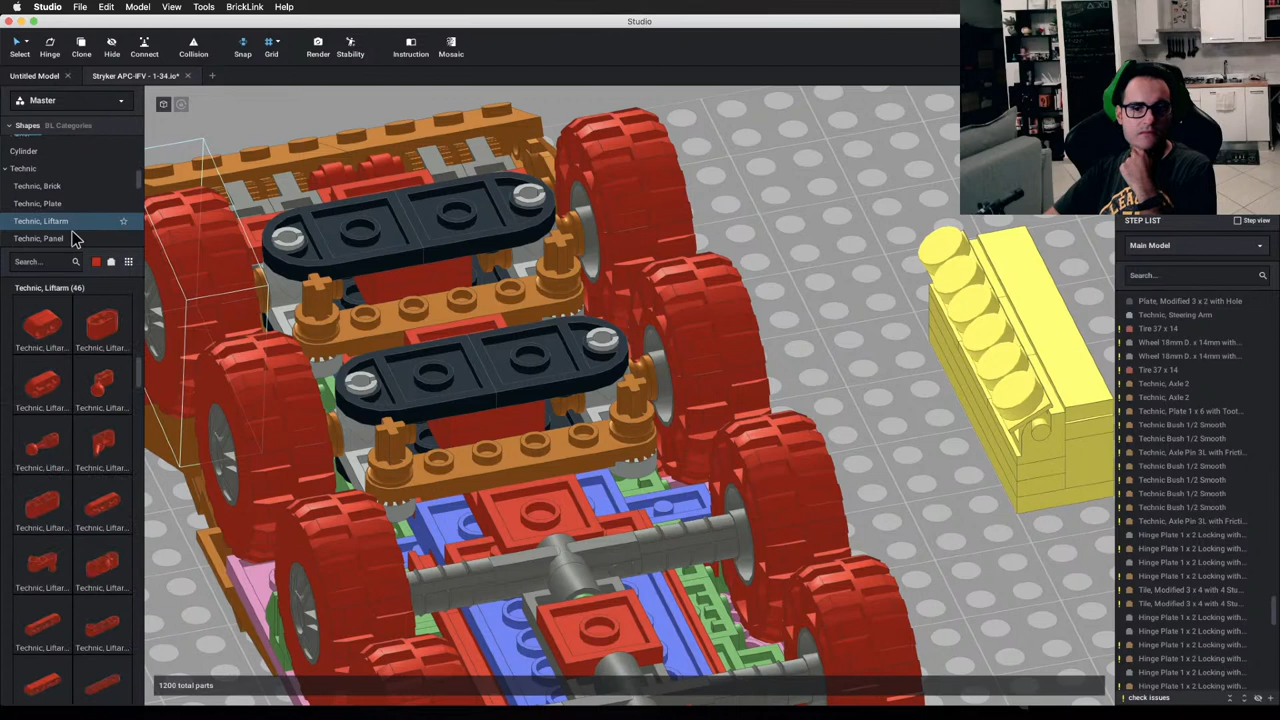 Studio File Edit Model View Tools BrickLink Help
Studio
Select Hinge Clone Hide Connect Collision Snap Grid Render Stability Instruction Mosaic
Untitled Model × Stryker APC-IFV - 1-34.io* × +
Master
Shapes BL Categories
Cylinder
Technic
Technic, Brick
Technic, Plate
Technic, Liftarm
Technic, Panel
Search...
Technic, Liftarm (46)
Technic, Liftar... Technic, Liftar...
Technic, Liftar... Technic, Liftar...
Technic, Liftar... Technic, Liftar...
Technic, Liftar... Technic, Liftar...
Technic, Liftar... Technic, Liftar...
Technic, Liftar... Technic, Liftar...
1200 total parts
STEP LIST Step view
Main Model
Search...
Plate, Modified 3 x 2 with Hole
Technic, Steering Arm
Tire 37 x 14
Wheel 18mm D. x 14mm with...
Wheel 18mm D. x 14mm with...
Tire 37 x 14
Technic, Axle 2
Technic, Axle 2
Technic, Plate 1 x 6 with Toot...
Technic Bush 1/2 Smooth
Technic Bush 1/2 Smooth
Technic, Axle Pin 3L with Fricti...
Technic Bush 1/2 Smooth
Technic Bush 1/2 Smooth
Technic Bush 1/2 Smooth
Technic Bush 1/2 Smooth
Technic, Axle Pin 3L with Fricti...
Hinge Plate 1 x 2 Locking with...
Hinge Plate 1 x 2 Locking with...
Hinge Plate 1 x 2 Locking with...
Hinge Plate 1 x 2 Locking with...
Tile, Modified 3 x 4 with 4 Stu...
Tile, Modified 3 x 4 with 4 Stu...
Hinge Plate 1 x 2 Locking with...
Hinge Plate 1 x 2 Locking with...
Hinge Plate 1 x 2 Locking with...
Hinge Plate 1 x 2 Locking with...
Hinge Plate 1 x 2 Locking with...
Hinge Plate 1 x 2 Locking with...
check issues